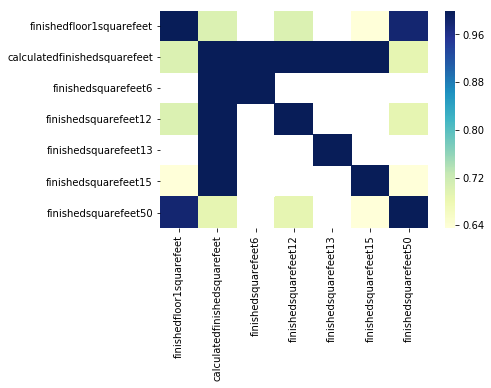 finishedfloor1squarefeet
calculatedfinishedsquarefeet
finishedsquarefeet6
finishedsquarefeet12
finishedsquarefeet13
finishedsquarefeet15
finishedsquarefeet50
0.96
0.88
0.80
0.72
0.64
finishedfloor1squarefeet
calculatedfinishedsquarefeet
finishedsquarefeet6
finishedsquarefeet12
finishedsquarefeet13
finishedsquarefeet15
finishedsquarefeet50